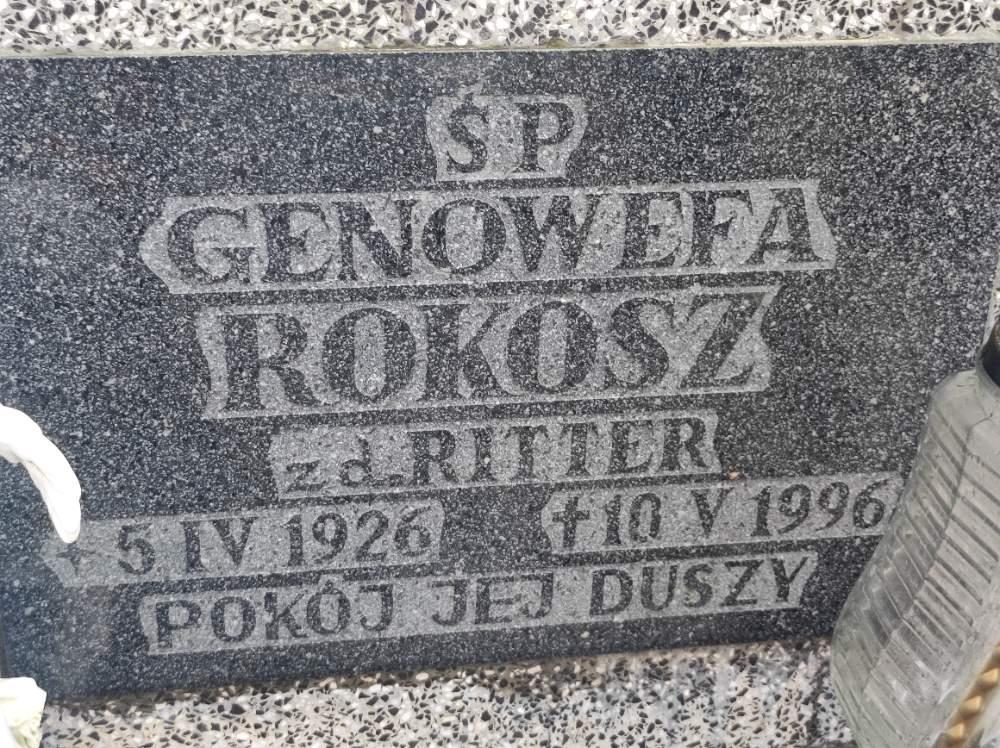 ŚP
GENOWEFA
ROKOSZ
z d. RITTER
* 5 IV 1926 † 10 V 1996
POKÓJ JEJ DUSZY